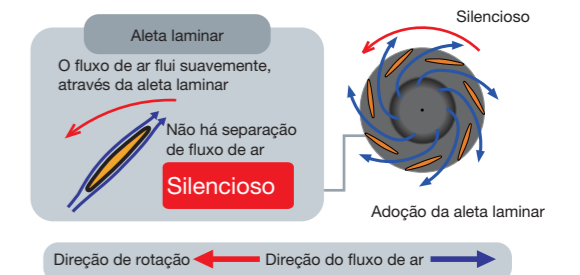 Aleta laminar
O fluxo de ar flui suavemente,
através da aleta laminar
Não há separação
de fluxo de ar
Silencioso
Silencioso
Adoção da aleta laminar
Direção de rotação
Direção do fluxo de ar